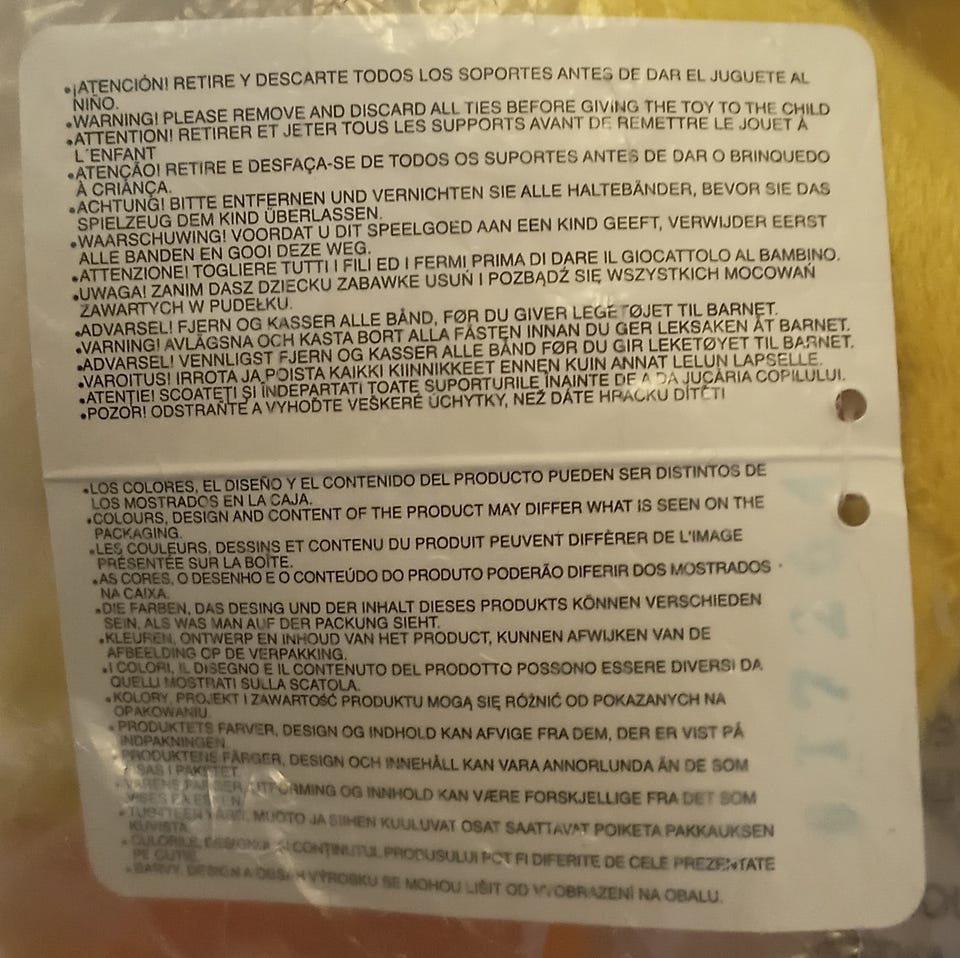 •¡ATENCIÓN! RETIRE Y DESCARTE TODOS LOS SOPORTES ANTES DE DAR EL JUGUETE AL
NIÑO.
•WARNING! PLEASE REMOVE AND DISCARD ALL TIES BEFORE GIVING THE TOY TO THE CHILD
•ATTENTION! RETIRER ET JETER TOUS LES SUPPORTS AVANT DE REMETTRE LE JOUET À
L´ENFANT
•ATENÇÃO! RETIRE E DESFAÇA-SE DE TODOS OS SUPORTES ANTES DE DAR O BRINQUEDO
À CRIANÇA.
•ACHTUNG! BITTE ENTFERNEN UND VERNICHTEN SIE ALLE HALTEBÄNDER, BEVOR SIE DAS
SPIELZEUG DEM KIND ÜBERLASSEN.
•WAARSCHUWING! VOORDAT U DIT SPEELGOED AAN EEN KIND GEEFT, VERWIJDER EERST
ALLE BANDEN EN GOOI DEZE WEG.
•ATTENZIONE! TOGLIERE TUTTI I FILI ED I FERMI PRIMA DI DARE IL GIOCATTOLO AL BAMBINO.
•UWAGA! ZANIM DASZ DZIECKU ZABAWKE USUŃ I POZBĄDŹ SIĘ WSZYSTKICH MOCOWAŃ
ZAWARTYCH W PUDEŁKU.
•ADVARSEL! FJERN OG KASSER ALLE BÅND, FØR DU GIVER LEGETØJET TIL BARNET.
•VARNING! AVLÄGSNA OCH KASTA BORT ALLA FÄSTEN INNAN DU GER LEKSAKEN ÅT BARNET.
•ADVARSEL! VENNLIGST FJERN OG KASSER ALLE BÅND FØR DU GIR LEKETØYET TIL BARNET.
•VAROITUS! IRROTA JA POISTA KAIKKI KIINNIKKEET ENNEN KUIN ANNAT LELUN LAPSELLE.
•ATENȚIE! SCOATEȚI ȘI ÎNDEPARTATI TOATE SUPORTURILE ÎNAINTE DE A DA JUCĂRIA COPILULUI.
•POZOR! ODSTRAŇTE A VYHOĎTE VEŠKERÉ ÚCHYTKY, NEŽ DÁTE HRAČKU DÍTĚTI
•LOS COLORES, EL DISEÑO Y EL CONTENIDO DEL PRODUCTO PUEDEN SER DISTINTOS DE
LOS MOSTRADOS EN LA CAJA.
•COLOURS, DESIGN AND CONTENT OF THE PRODUCT MAY DIFFER WHAT IS SEEN ON THE
PACKAGING.
•LES COULEURS, DESSINS ET CONTENU DU PRODUIT PEUVENT DIFFÈRER DE L'IMAGE
PRÉSENTÉE SUR LA BOÎTE.
•AS CORES, O DESENHO E O CONTEÚDO DO PRODUTO PODERÃO DIFERIR DOS MOSTRADOS
NA CAIXA.
•DIE FARBEN, DAS DESING UND DER INHALT DIESES PRODUKTS KÖNNEN VERSCHIEDEN
SEIN, ALS WAS MAN AUF DER PACKUNG SIEHT.
•KLEUREN, ONTWERP EN INHOUD VAN HET PRODUCT, KUNNEN AFWIJKEN VAN DE
AFBEELDING OP DE VERPAKKING.
•I COLORI, IL DISEGNO E IL CONTENUTO DEL PRODOTTO POSSONO ESSERE DIVERSI DA
QUELLI MOSTRATI SULLA SCATOLA.
•KOLORY, PROJEKT I ZAWARTOŚĆ PRODUKTU MOGĄ SIĘ RÓŻNIĆ OD POKAZANYCH NA
OPAKOWANIU.
•PRODUKTETS FARVER, DESIGN OG INDHOLD KAN AFVIGE FRA DEM, DER ER VIST PÅ
INDPAKNINGEN
•PRODUKTENS FÄRGER, DESIGN OCH INNEHÅLL KAN VARA ANNORLUNDA ÄN DE SOM
I PAKETET.
UTFORMING OG INNHOLD KAN VÆRE FORSKJELLIGE FRA DET SOM
MUOTO JA SIIHEN KUULUVAT OSAT SAATTAVAT POIKETA PAKKAUKSEN
KUVISTA
CONȚINUTUL PRODUSULUI POT FI DIFERITE DE CELE PREZENTATE
PE CUTIE.
•BARVY, DESIGN A OBSAH VÝROBKU SE MOHOU LIŠIT OD VYOBRAZENÍ NA OBALU.